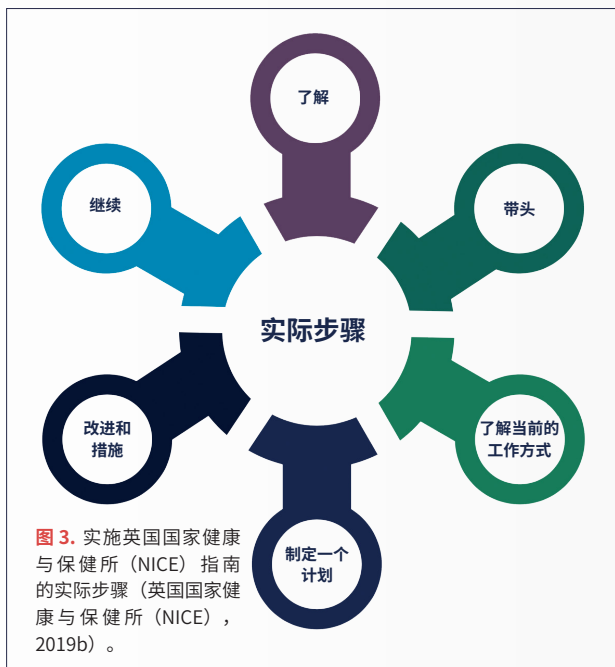 了解
带头
了解当前的
工作方式
制定一个
计划
改进和
措施
继续
实际步骤
图 3. 实施英国国家健康
与保健所（NICE）指南
的实际步骤（英国国家健
康与保健所（NICE），
2019b）。